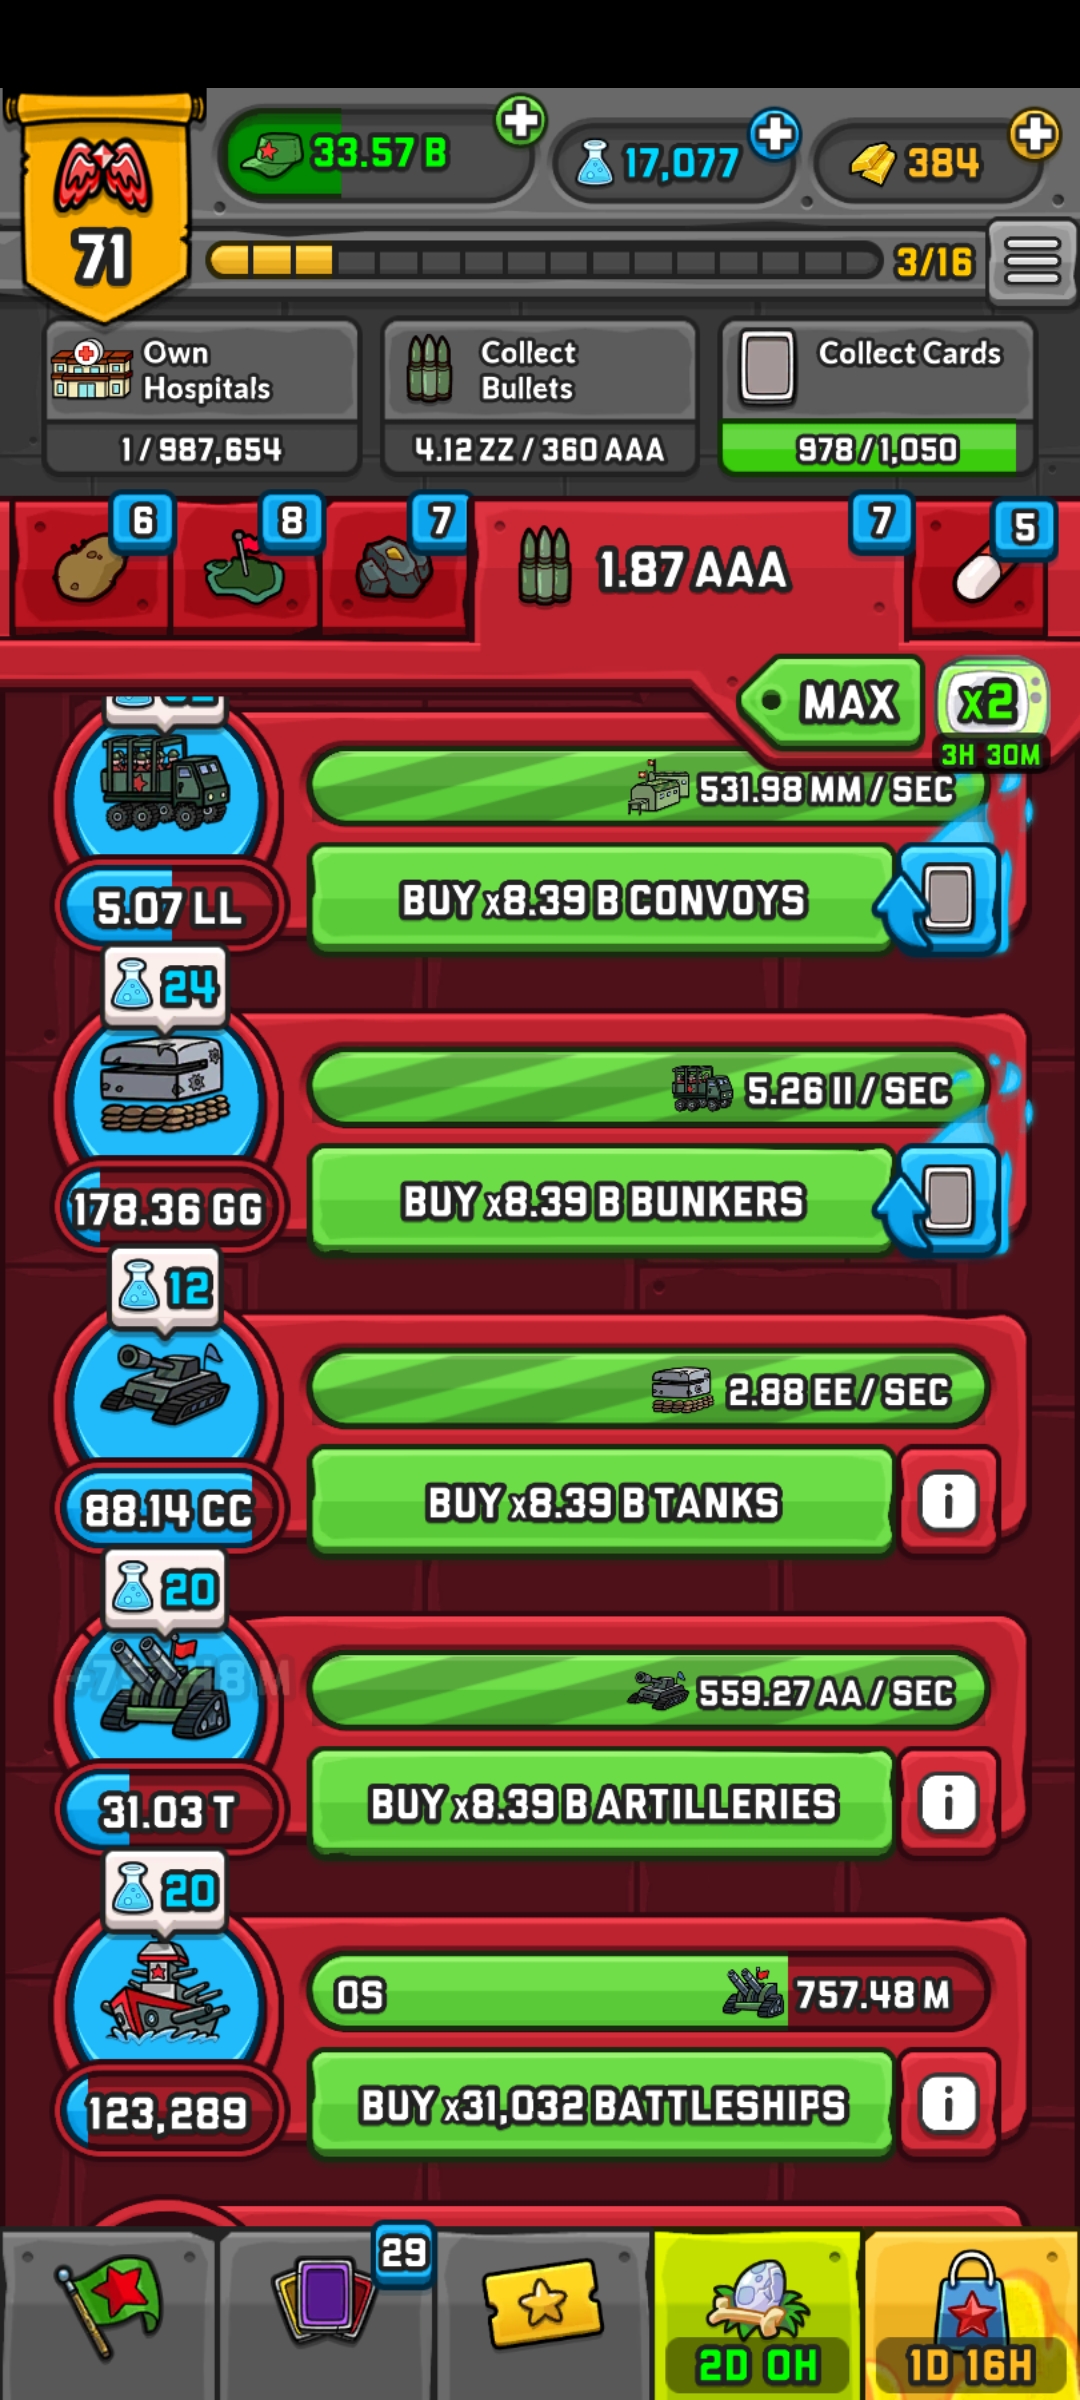 33.57 B
17,077
384
71
3/16
Own
Hospitals
1/987,654
Collect
Bullets
4.12 ZZ / 360 AAA
Collect Cards
978/1,050
6
8
7
1.87 AAA
7
5
MAX
x2
3H 30M
531.98 MM / SEC
BUY x8.39 B CONVOYS
5.07 LL
24
5.26 II / SEC
BUY x8.39 B BUNKERS
178.36 GG
12
2.88 EE / SEC
BUY x8.39 B TANKS
88.14 CC
i
20
559.27 AA / SEC
BUY x8.39 B ARTILLERIES
31.03 T
i
20
0S
757.48 M
BUY x31,032 BATTLESHIPS
123,289
i
29
2D 0H
1D 16H